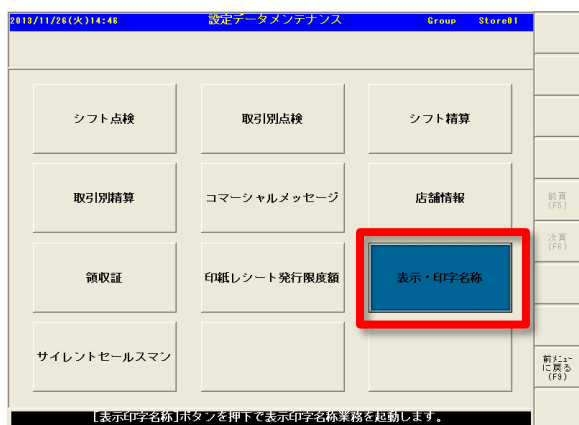 2013/11/26(火)14:46 設定データメンテナンス Group Store01
シフト点検 取引別点検 シフト精算
取引別精算 コマーシャルメッセージ 店舗情報
前頁
(F5)
次頁
(F6)
領収証 印紙レシート発行限度額 表示・印字名称
サイレントセールスマン
前ﾒﾆｭｰ
に戻る
(F9)
[表示印字名称]ボタンを押下で表示印字名称業務を起動します。